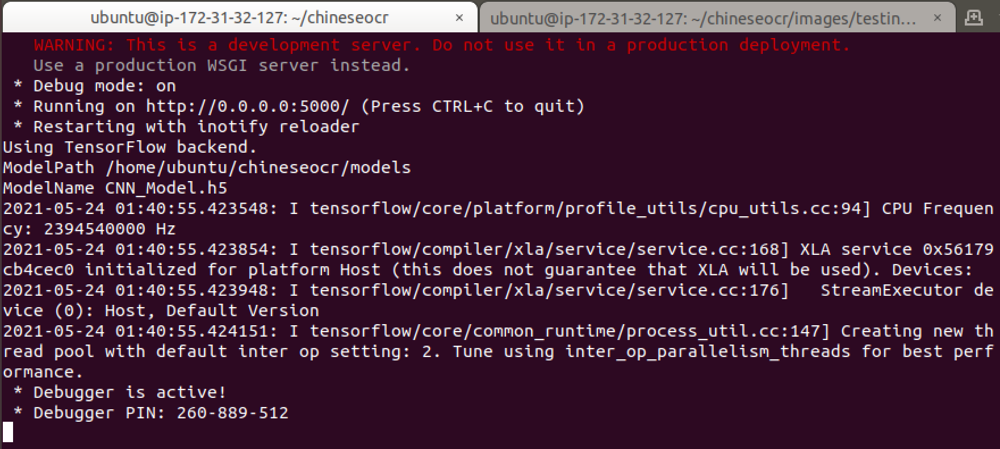 ubuntu@ip-172-31-32-127: ~/chineseocr × ubuntu@ip-172-31-32-127: ~/chineseocr/images/testin... ×
WARNING: This is a development server. Do not use it in a production deployment.
Use a production WSGI server instead.
* Debug mode: on
* Running on http://0.0.0.0:5000/ (Press CTRL+C to quit)
* Restarting with inotify reloader
Using TensorFlow backend.
ModelPath /home/ubuntu/chineseocr/models
ModelName CNN_Model.h5
2021-05-24 01:40:55.423548: I tensorflow/core/platform/profile_utils/cpu_utils.cc:94] CPU Frequen
cy: 2394540000 Hz
2021-05-24 01:40:55.423854: I tensorflow/compiler/xla/service/service.cc:168] XLA service 0x56179
cb4cec0 initialized for platform Host (this does not guarantee that XLA will be used). Devices:
2021-05-24 01:40:55.423948: I tensorflow/compiler/xla/service/service.cc:176]   StreamExecutor de
vice (0): Host, Default Version
2021-05-24 01:40:55.424151: I tensorflow/core/common_runtime/process_util.cc:147] Creating new th
read pool with default inter op setting: 2. Tune using inter_op_parallelism_threads for best perf
ormance.
* Debugger is active!
* Debugger PIN: 260-889-512